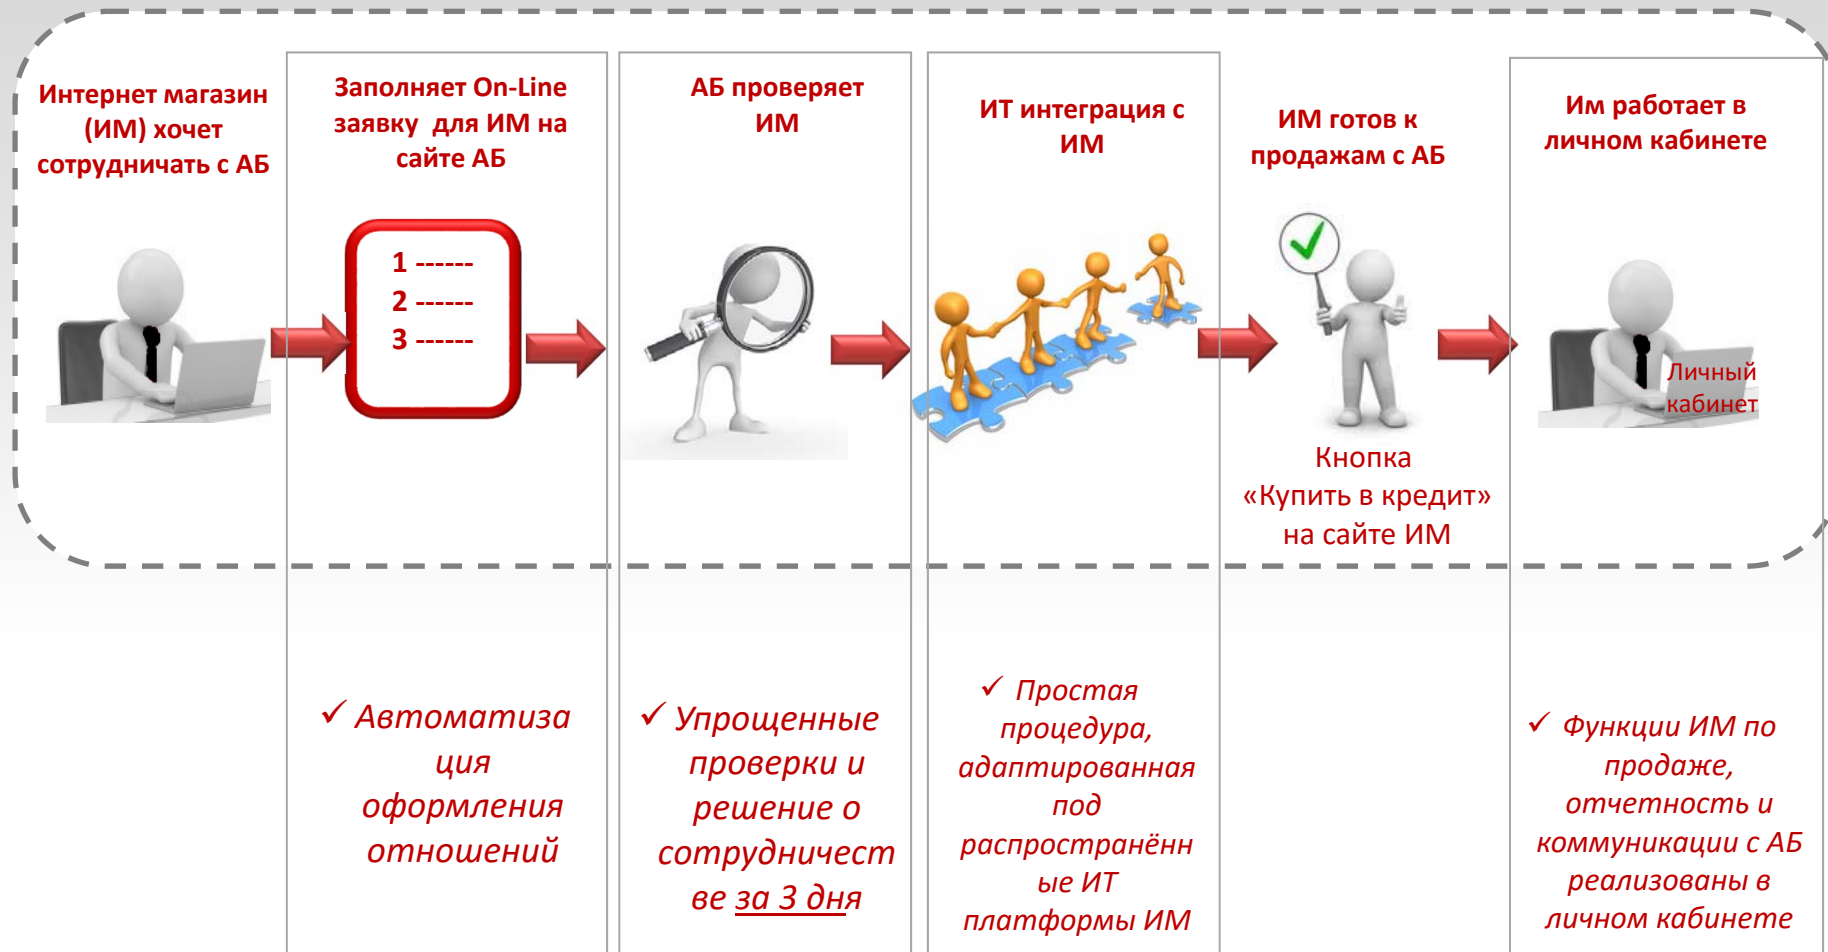 Интернет магазин
(ИМ) хочет
сотрудничать с АБ
Заполняет On-Line
заявку для ИМ на
сайте АБ
1 ------
2 ------
3 ------
АБ проверяет
ИМ
ИТ интеграция с
ИМ
ИМ готов к
продажам с АБ
Кнопка
«Купить в кредит»
на сайте ИМ
Им работает в
личном кабинете
Личный
кабинет
✓ Автоматиза
ция
оформления
отношений
✓ Упрощенные
проверки и
решение о
сотрудничест
ве за 3 дня
✓ Простая
процедура,
адаптированная
под
распространённ
ые ИТ
платформы ИМ
✓ Функции ИМ по
продаже,
отчетность и
коммуникации с АБ
реализованы в
личном кабинете